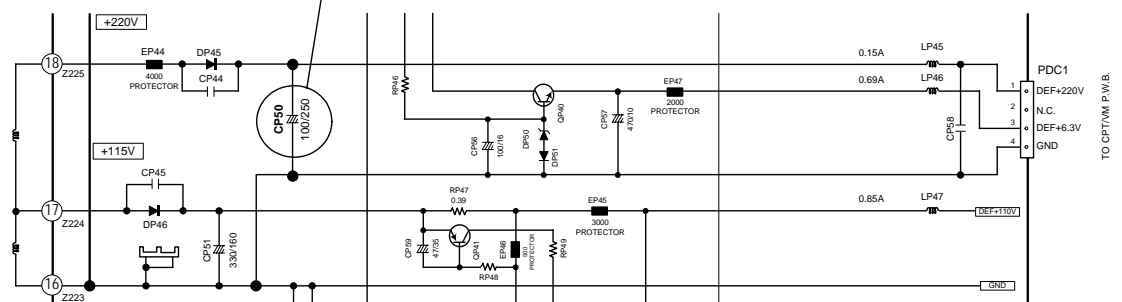 +220V
18
Z225
EP44
4000
PROTECTOR
DP45
CP44
CP50
100/250
RP46
QP40
CP56
100/16
DP50
DP51
CP57
470/10
EP47
2000
PROTECTOR
0.15A
LP45
0.69A
LP46
CP58
PDC1
1
DEF+220V
2
N.C.
3
DEF+6.3V
4
GND
TO CPT/VM P.W.B.
+115V
17
Z224
CP45
DP46
CP51
330/160
RP47
0.39
CP59
47/35
QP41
RP48
EP46
500
PROTECTOR
RP49
EP45
3000
PROTECTOR
0.85A
LP47
DEF+110V
16
Z223
GND